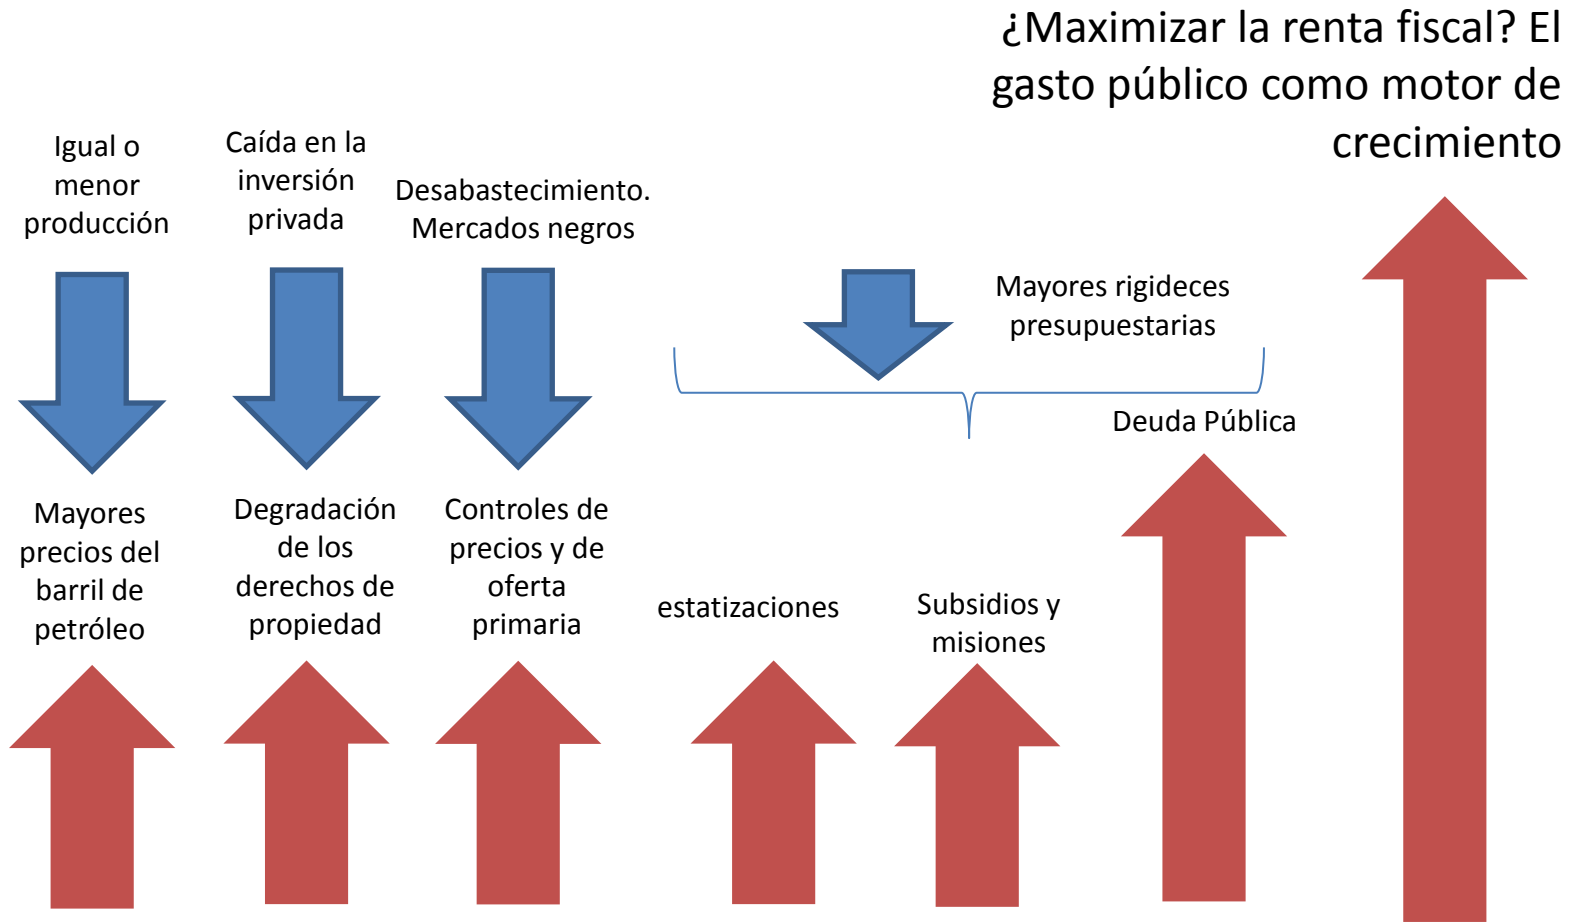 ¿Maximizar la renta fiscal? El
gasto público como motor de
crecimiento
Igual o
menor
producción
Caída en la
inversión
privada
Desabastecimiento.
Mercados negros
Mayores rigideces
presupuestarias
Deuda Pública
Mayores
precios del
barril de
petróleo
Degradación
de los
derechos de
propiedad
Controles de
precios y de
oferta
primaria
estatizaciones
Subsidios y
misiones